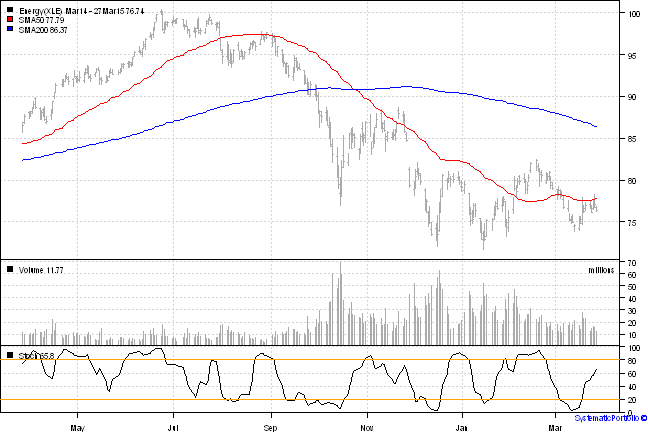 Energy(XLE) Mar14 - 27Mar15 76.74
SMA50 77.79
SMA200 86.37
100
95
90
85
80
75
Volume 11.77
millions
70
60
50
40
30
20
10
Stoch 65.8
100
80
60
40
20
0
May Jul Sep Nov Jan Mar
SystematicPortfolio ©